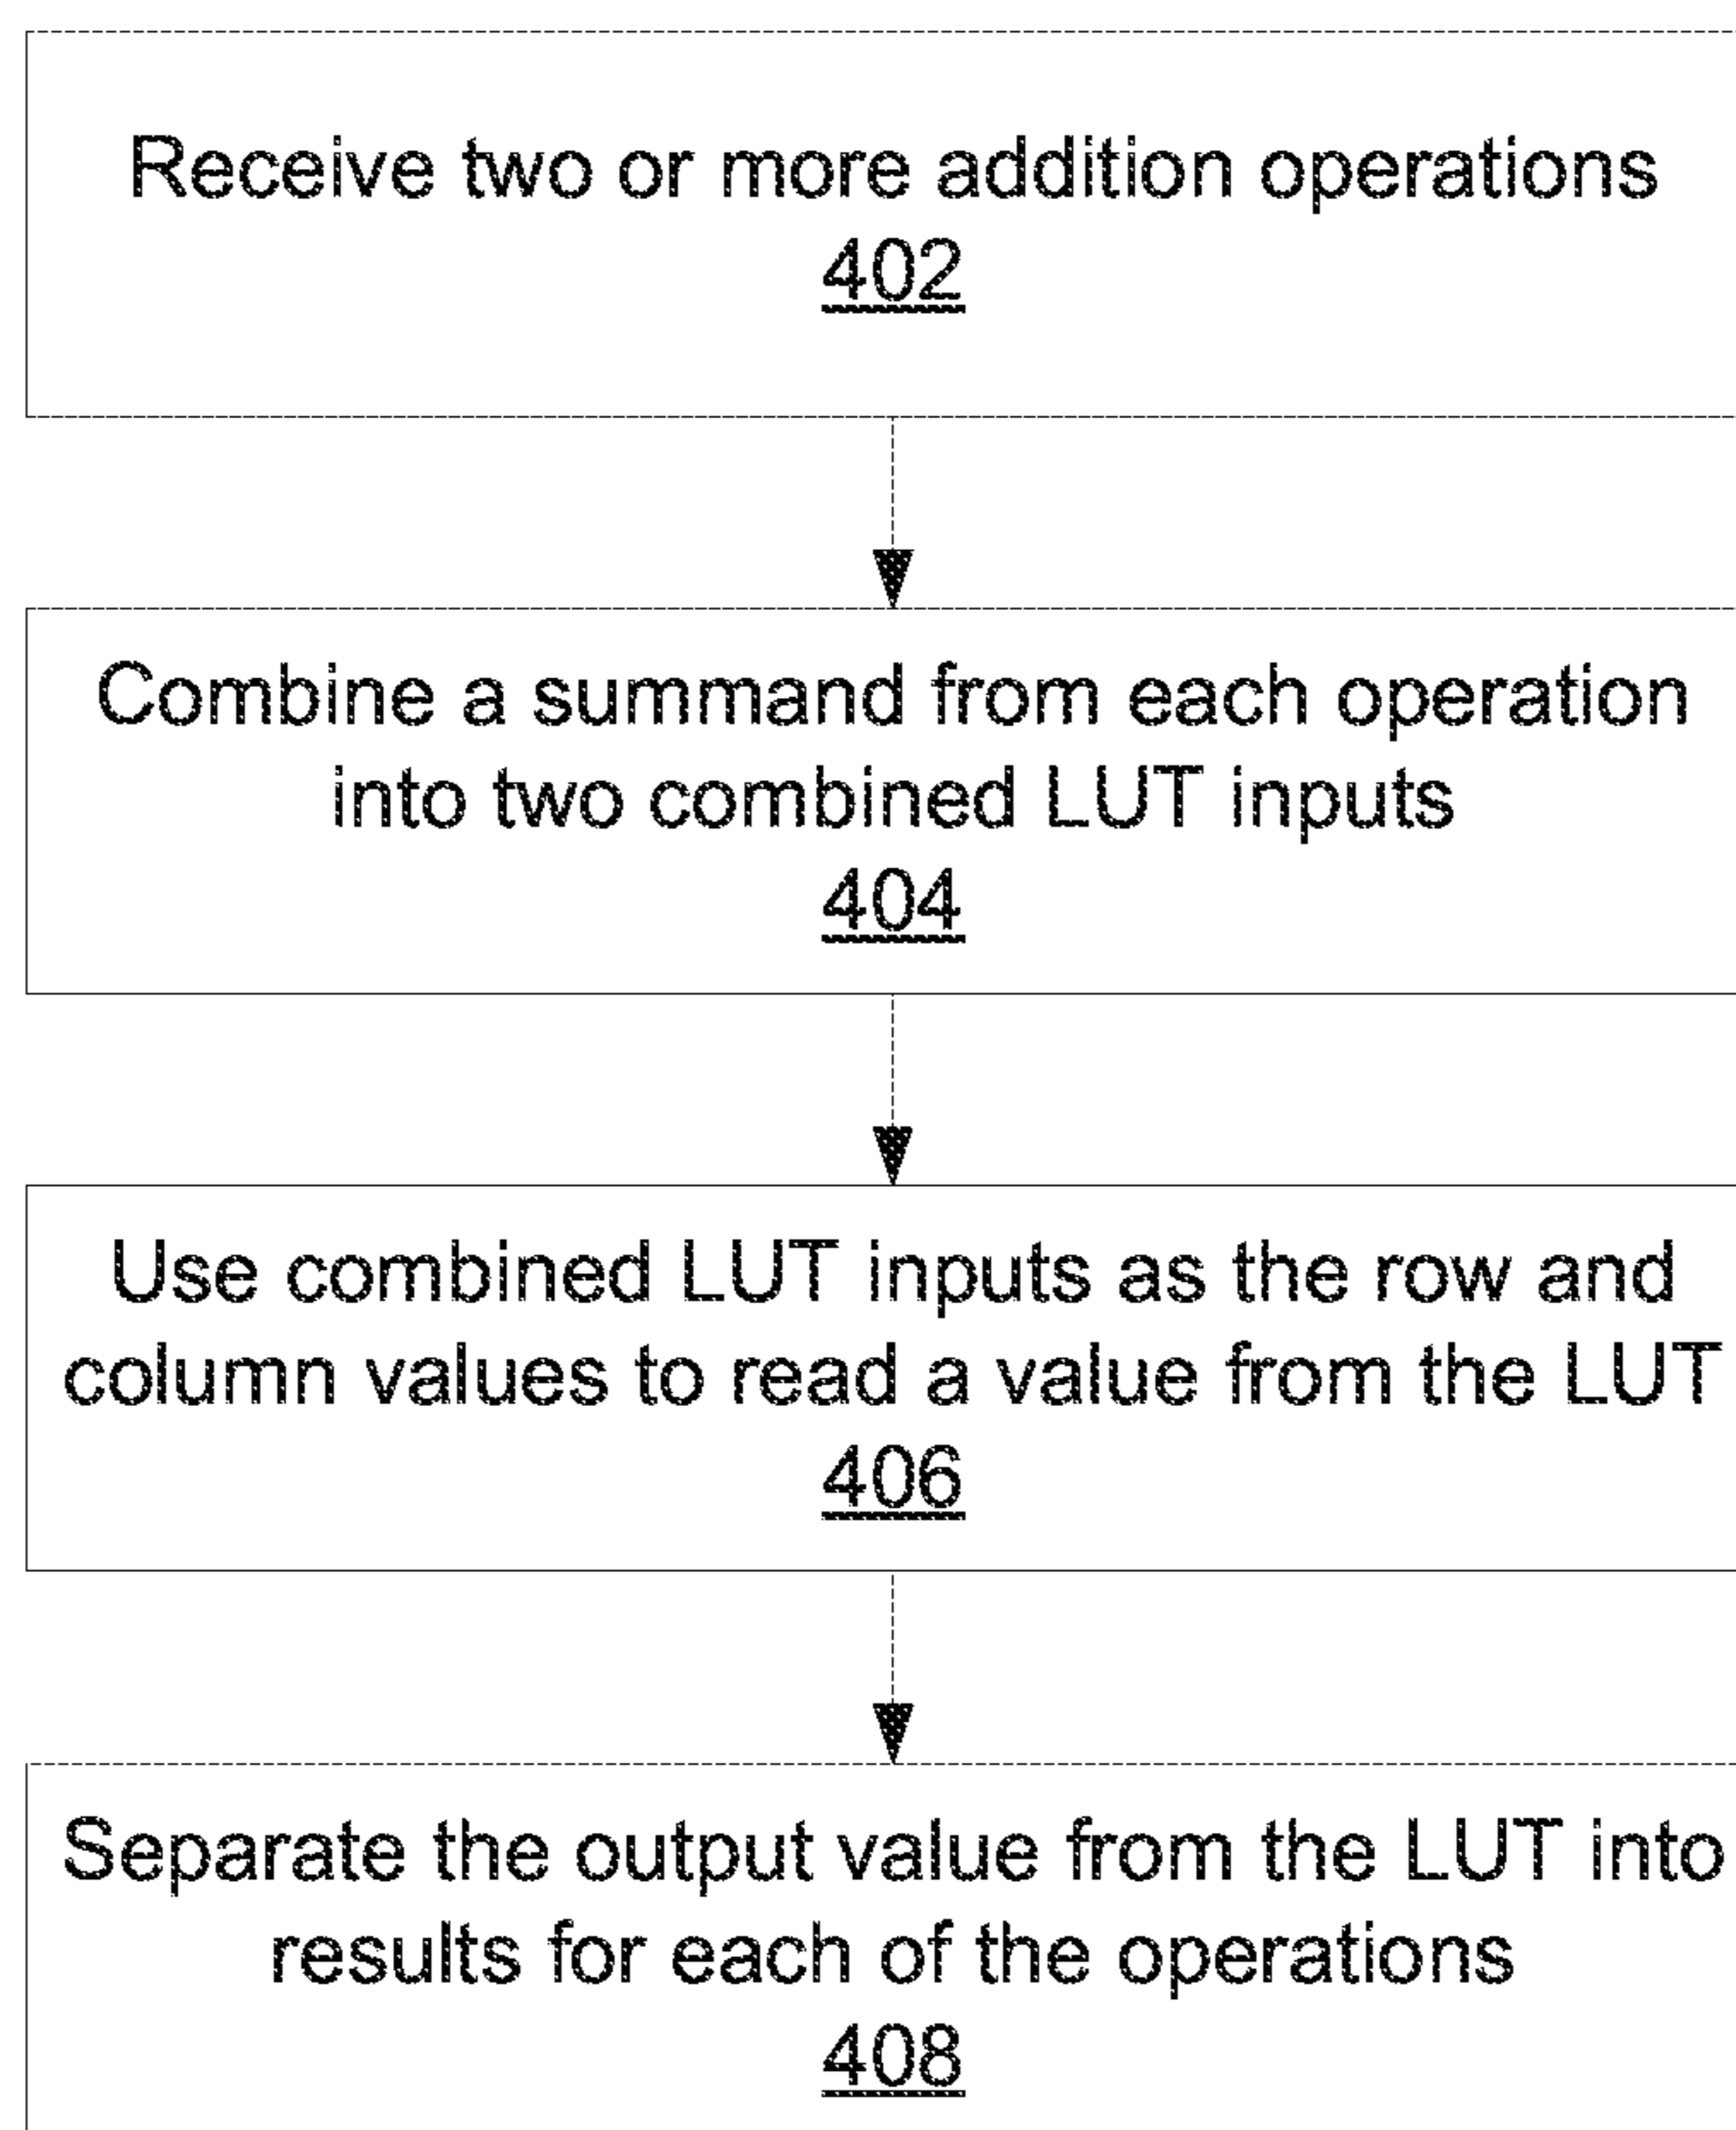 Receive two or more addition operations
402
Combine a summand from each operation
into two combined LUT inputs
404
Use combined LUT inputs as the row and
column values to read a value from the LUT
406
Separate the output value from the LUT into
results for each of the operations
408